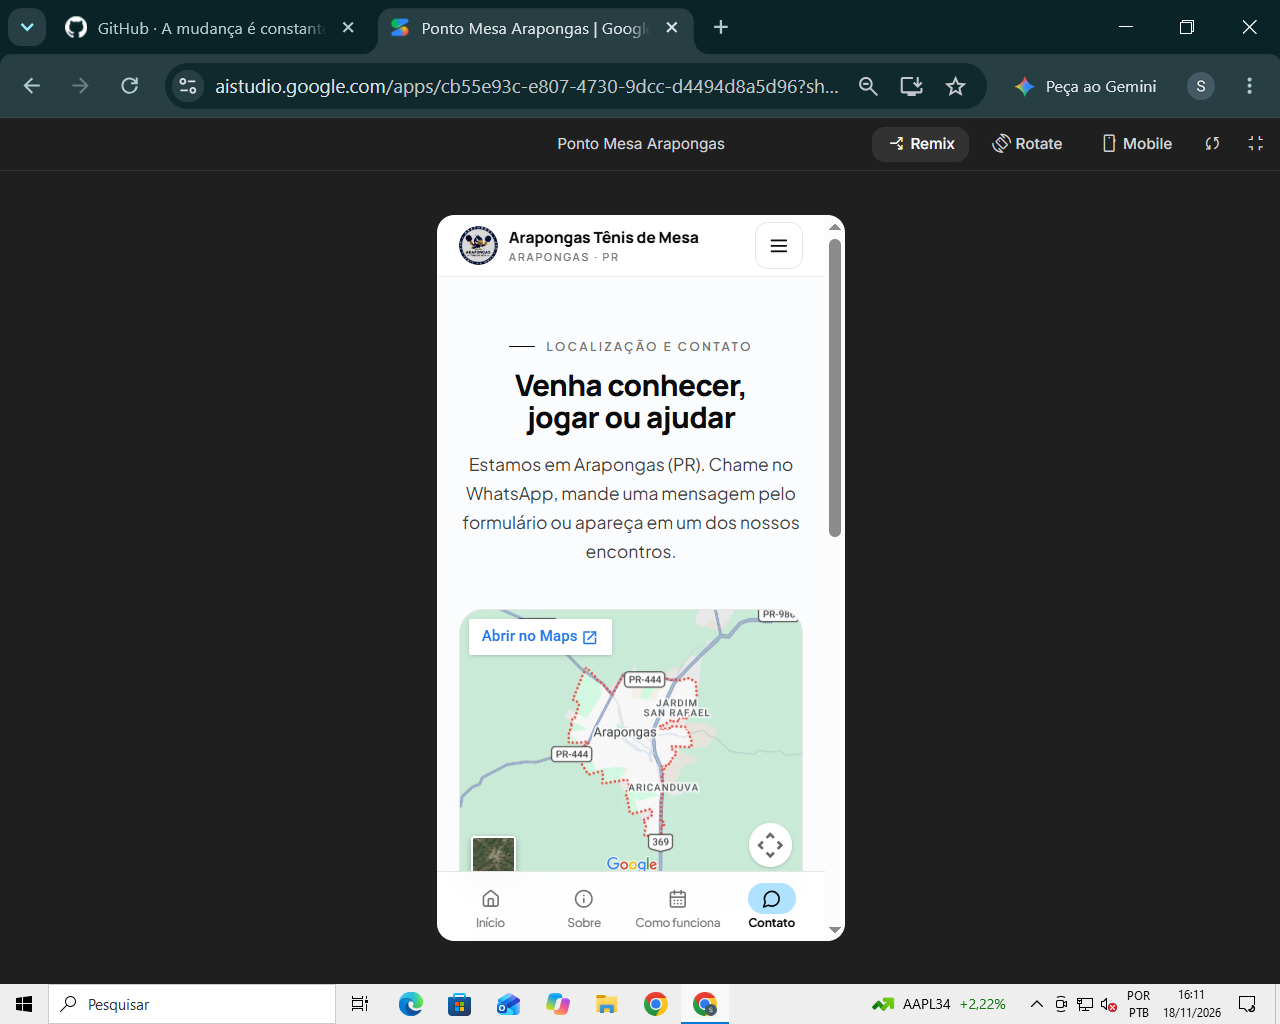 GitHub · A mudança é constant
Ponto Mesa Arapongas | Googl
aistudio.google.com/apps/cb55e93c-e807-4730-9dcc-d4494d8a5d96?sh...
Peça ao Gemini
S
Ponto Mesa Arapongas
Remix
Rotate
Mobile
Arapongas Tênis de Mesa
ARAPONGAS · PR
LOCALIZAÇÃO E CONTATO
Venha conhecer,
jogar ou ajudar
Estamos em Arapongas (PR). Chame no
WhatsApp, mande uma mensagem pelo
formulário ou apareça em um dos nossos
encontros.
Abrir no Maps
PR-986
PR-444
JARDIM
SAN RAFAEL
Arapongas
PR-444
ARICANDUVA
369
Google
Início
Sobre
Como funciona
Contato
Pesquisar
AAPL34 +2,22%
POR
PTB
16:11
18/11/2026